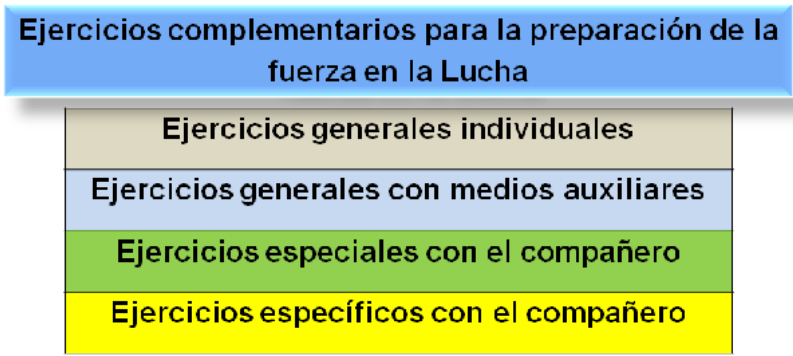 Ejercicios complementarios para la preparación de la
fuerza en la Lucha
Ejercicios generales individuales
Ejercicios generales con medios auxiliares
Ejercicios especiales con el compañero
Ejercicios específicos con el compañero